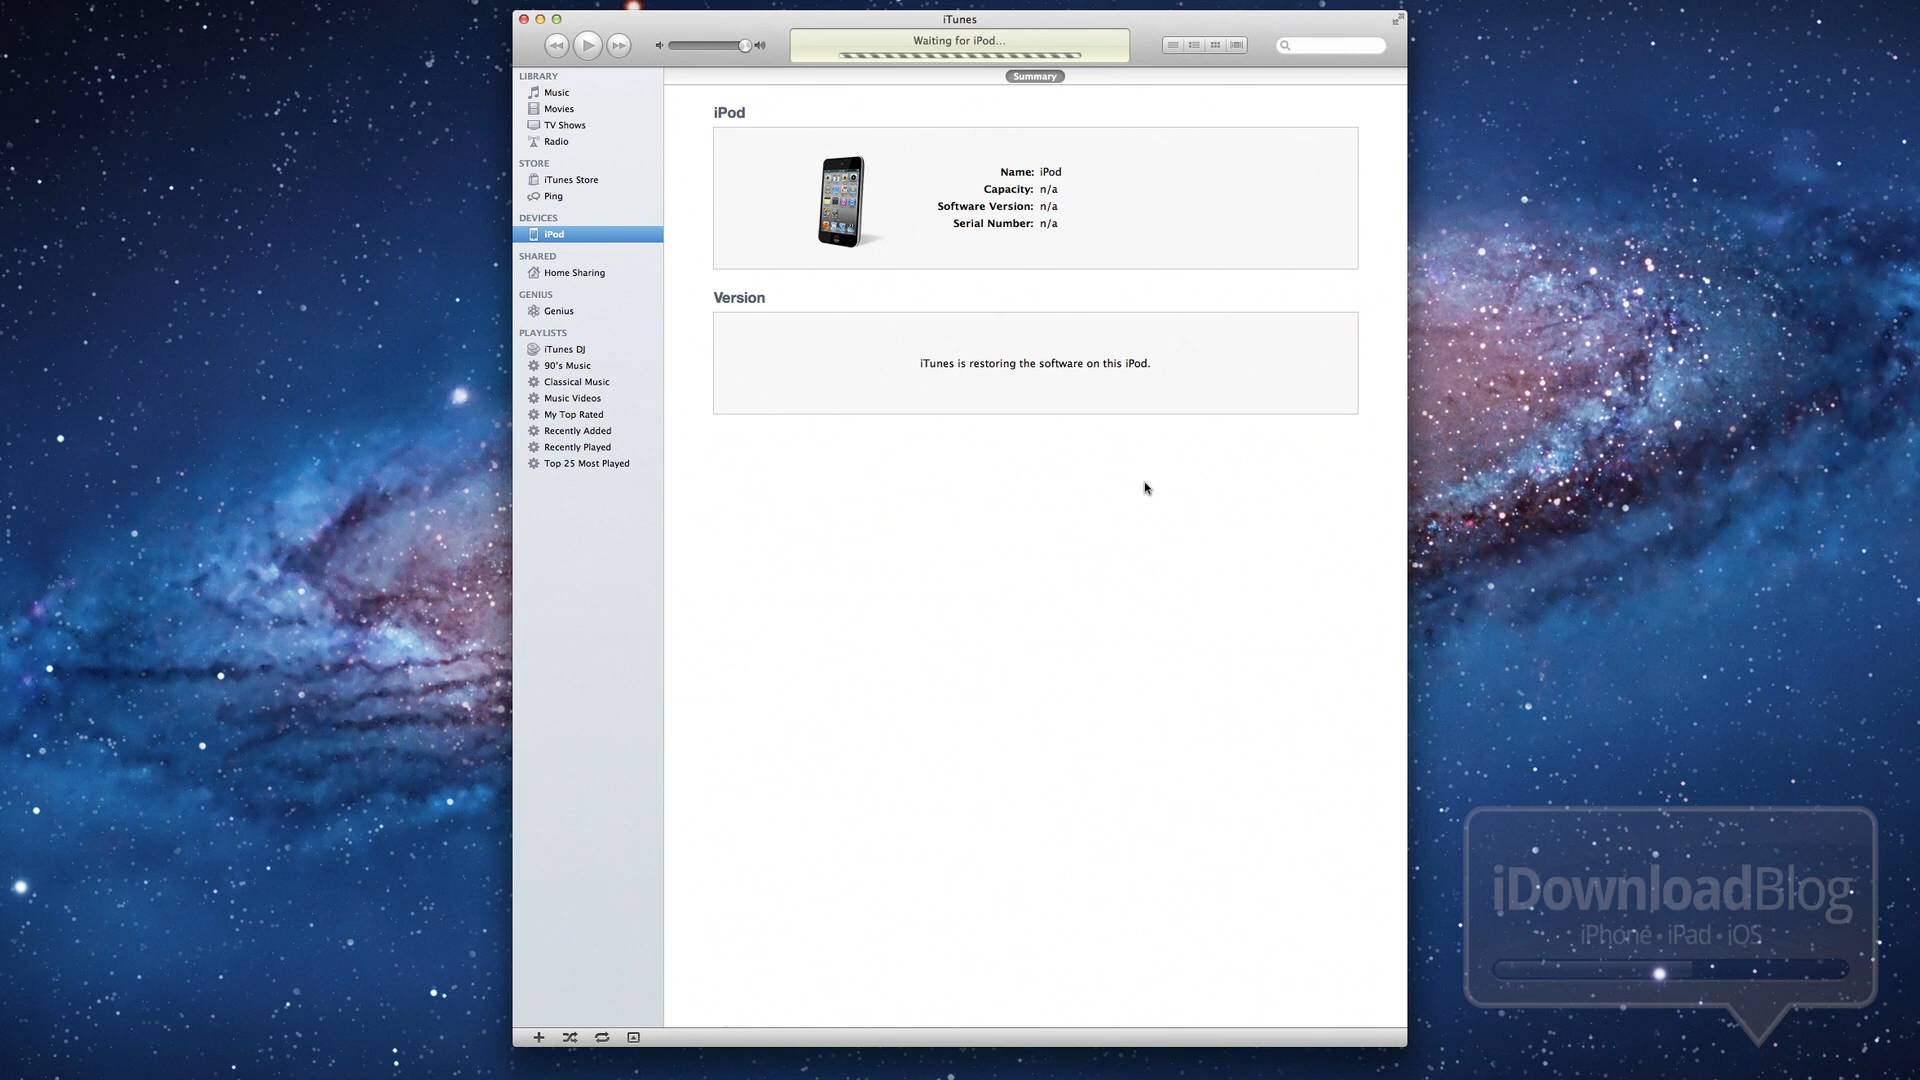 iTunes
Waiting for iPod...
Summary
LIBRARY
Music
Movies
TV Shows
Radio
STORE
iTunes Store
Ping
DEVICES
iPod
SHARED
Home Sharing
GENIUS
Genius
PLAYLISTS
iTunes DJ
90's Music
Classical Music
Music Videos
My Top Rated
Recently Added
Recently Played
Top 25 Most Played
iPod
Name: iPod
Capacity: n/a
Software Version: n/a
Serial Number: n/a
Version
iTunes is restoring the software on this iPod.
iDownloadBlog
iPhone • iPad • iOS